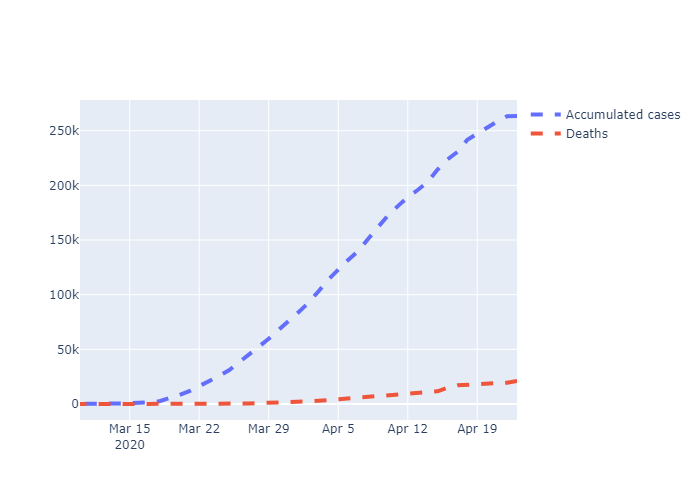 250k
200k
150k
100k
50k
0
Mar 15
2020
Mar 22
Mar 29
Apr 5
Apr 12
Apr 19
Accumulated cases
Deaths